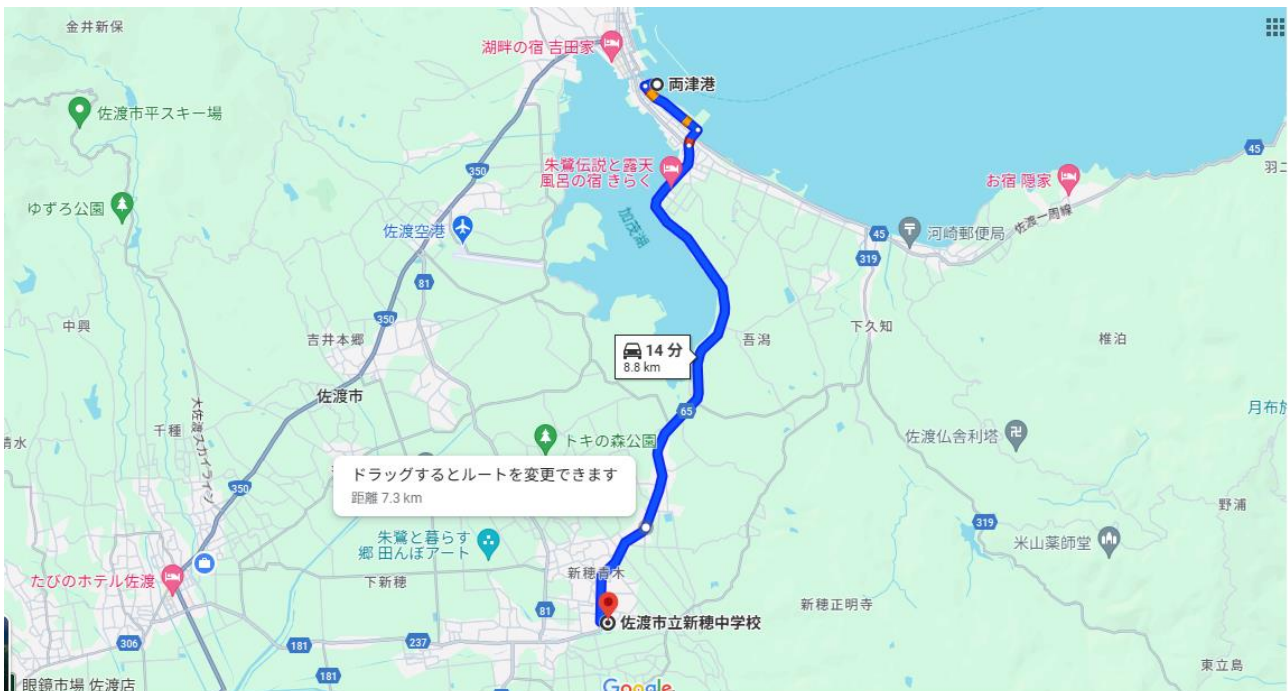 金井新保
湖畔の宿 吉田家
両津港
佐渡市平スキー場
45
350
朱鷺伝説と露天
風呂の宿 きらく
お宿 隠家
羽二
ゆずろ公園
佐渡空港
加茂湖
佐渡一周線
45
河崎郵便局
319
81
350
中興
吉井本郷
14 分
8.8 km
吾潟
下久知
椎泊
佐渡市
大佐渡スカイライン
千種
65
月布施
清水
トキの森公園
佐渡仏舎利塔
ドラッグするとルートを変更できます
距離 7.3 km
350
野浦
319
朱鷺と暮らす
郷 田んぼアート
米山薬師堂
たびのホテル佐渡
下新穂
新穂青木
新穂正明寺
81
佐渡市立新穂中学校
306
181
237
181
東立島
眼鏡市場 佐渡店
Google